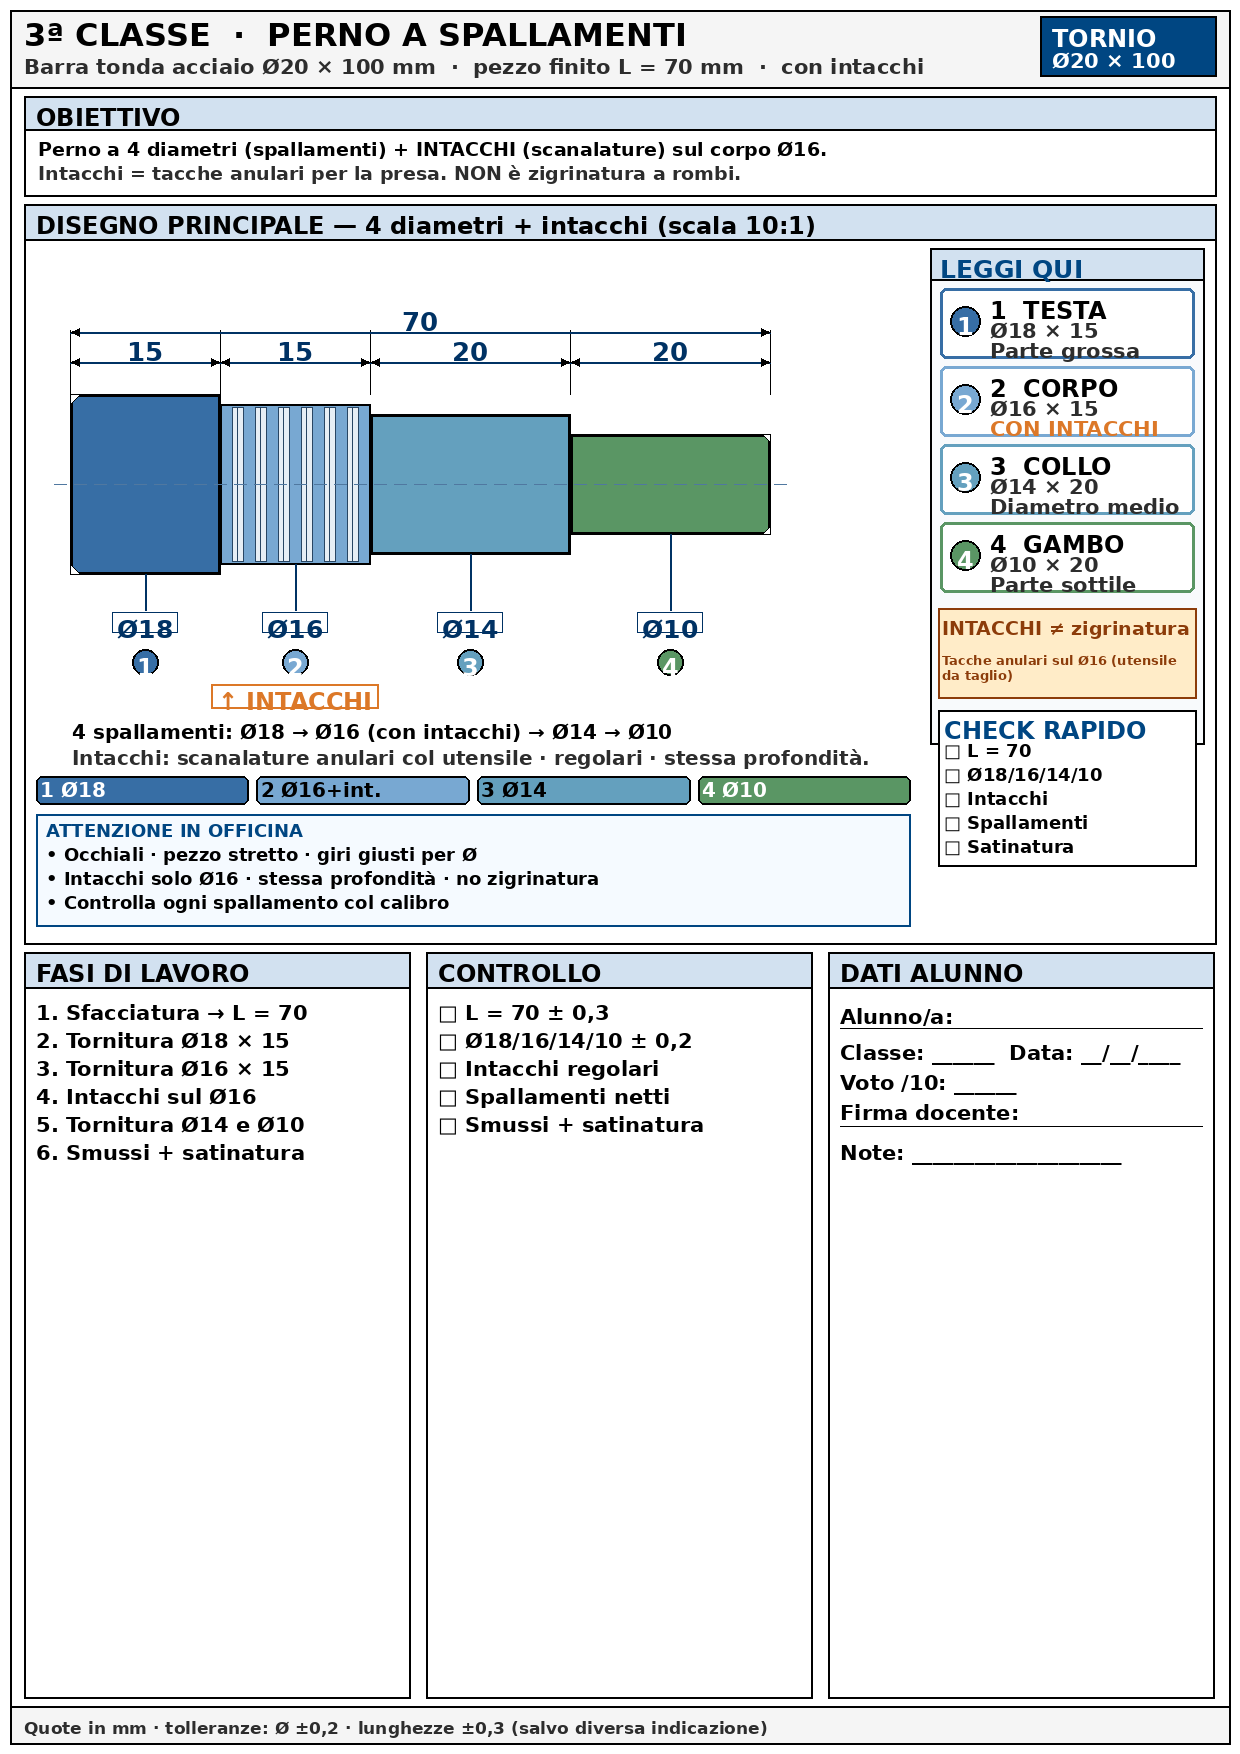 3ª CLASSE · PERNO A SPALLAMENTI
Barra tonda acciaio Ø20 × 100 mm · pezzo finito L = 70 mm · con intacchi
TORNIO
Ø20 × 100
OBIETTIVO
Perno a 4 diametri (spallamenti) + INTACCHI (scanalature) sul corpo Ø16.
Intacchi = tacche anulari per la presa. NON è zigrinatura a rombi.
DISEGNO PRINCIPALE — 4 diametri + intacchi (scala 10:1)
70
15 15 20 20
Ø18 Ø16 Ø14 Ø10
1 2 3 4
↑ INTACCHI
4 spallamenti: Ø18 → Ø16 (con intacchi) → Ø14 → Ø10
Intacchi: scanalature anulari col utensile · regolari · stessa profondità.
1 Ø18 2 Ø16+int. 3 Ø14 4 Ø10
ATTENZIONE IN OFFICINA
• Occhiali · pezzo stretto · giri giusti per Ø
• Intacchi solo Ø16 · stessa profondità · no zigrinatura
• Controlla ogni spallamento col calibro
LEGGI QUI
1 1 TESTA
Ø18 × 15
Parte grossa
2 2 CORPO
Ø16 × 15
CON INTACCHI
3 3 COLLO
Ø14 × 20
Diametro medio
4 4 GAMBO
Ø10 × 20
Parte sottile
INTACCHI ≠ zigrinatura
Tacche anulari sul Ø16 (utensile
da taglio)
CHECK RAPIDO
□ L = 70
□ Ø18/16/14/10
□ Intacchi
□ Spallamenti
□ Satinatura
FASI DI LAVORO
1. Sfacciatura → L = 70
2. Tornitura Ø18 × 15
3. Tornitura Ø16 × 15
4. Intacchi sul Ø16
5. Tornitura Ø14 e Ø10
6. Smussi + satinatura
CONTROLLO
□ L = 70 ± 0,3
□ Ø18/16/14/10 ± 0,2
□ Intacchi regolari
□ Spallamenti netti
□ Smussi + satinatura
DATI ALUNNO
Alunno/a:
Classe: ______ Data: __/__/____
Voto /10: ______
Firma docente:
Note: ____________________
Quote in mm · tolleranze: Ø ±0,2 · lunghezze ±0,3 (salvo diversa indicazione)